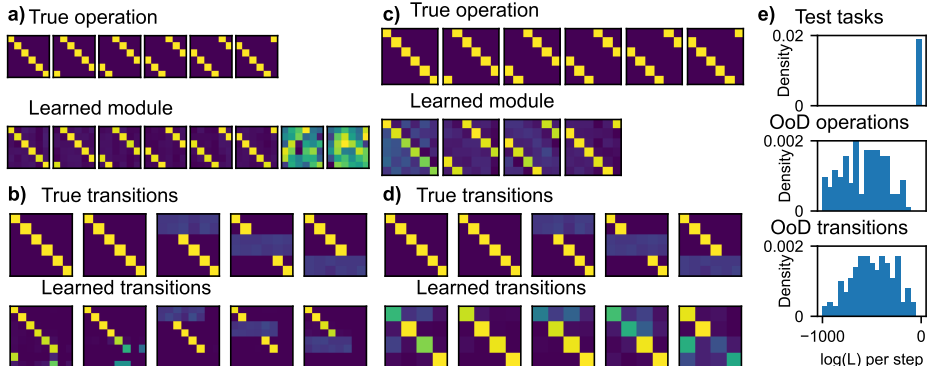 a) True operation
Learned module
b) True transitions
Learned transitions
c) True operation
Learned module
d) True transitions
Learned transitions
e) Test tasks
0.02
Density
0
OoD operations
0.002
Density
0
OoD transitions
0.002
Density
0
−1000 0
log(L) per step